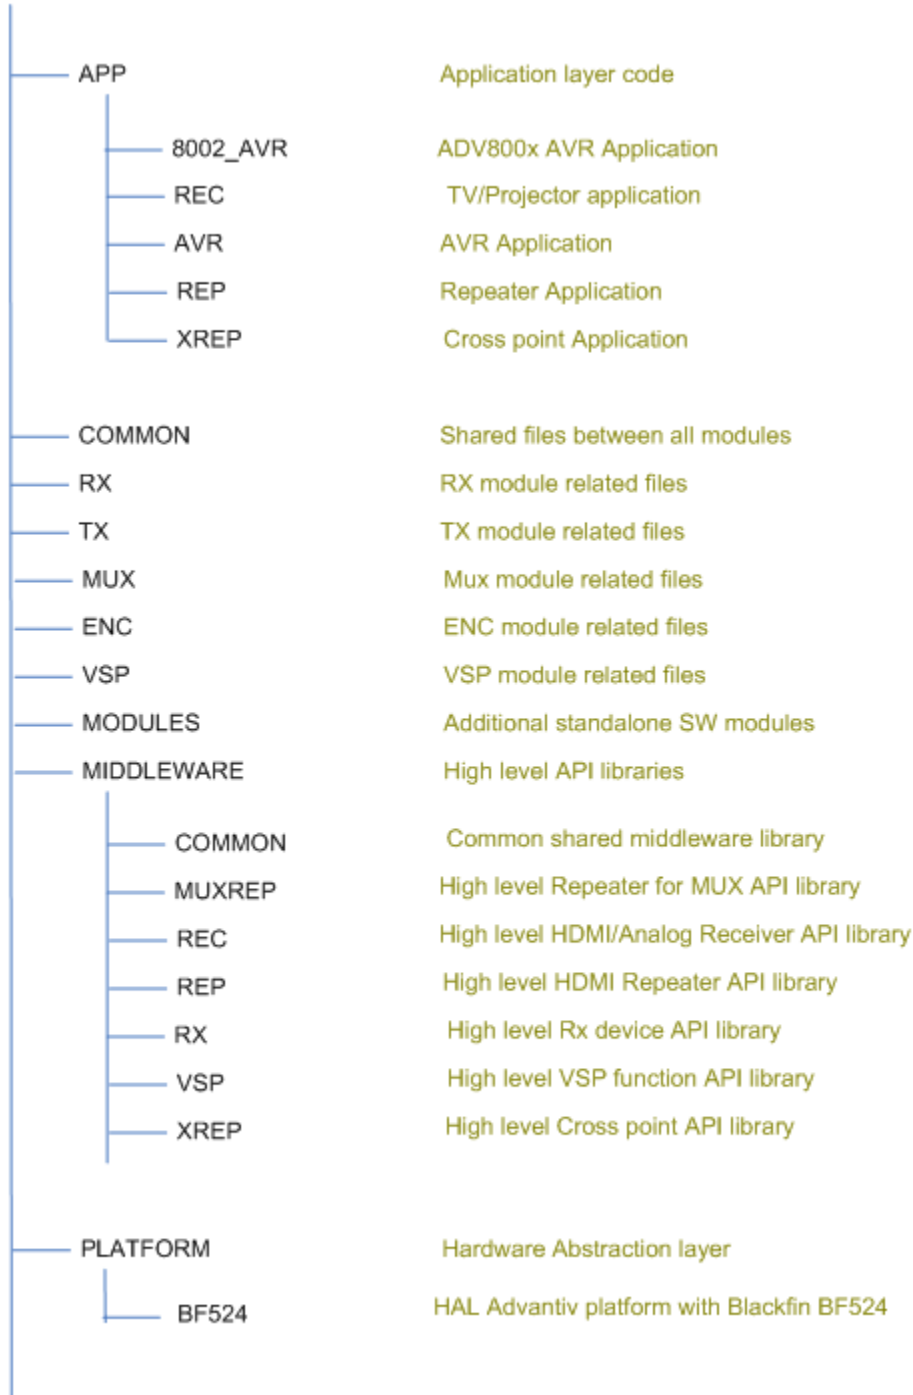 APP Application layer code
8002_AVR ADV800x AVR Application
REC TV/Projector application
AVR AVR Application
REP Repeater Application
XREP Cross point Application
COMMON Shared files between all modules
RX RX module related files
TX TX module related files
MUX Mux module related files
ENC ENC module related files
VSP VSP module related files
MODULES Additional standalone SW modules
MIDDLEWARE High level API libraries
COMMON Common shared middleware library
MUXREP High level Repeater for MUX API library
REC High level HDMI/Analog Receiver API library
REP High level HDMI Repeater API library
RX High level Rx device API library
VSP High level VSP function API library
XREP High level Cross point API library
PLATFORM Hardware Abstraction layer
BF524 HAL Advantiv platform with Blackfin BF524